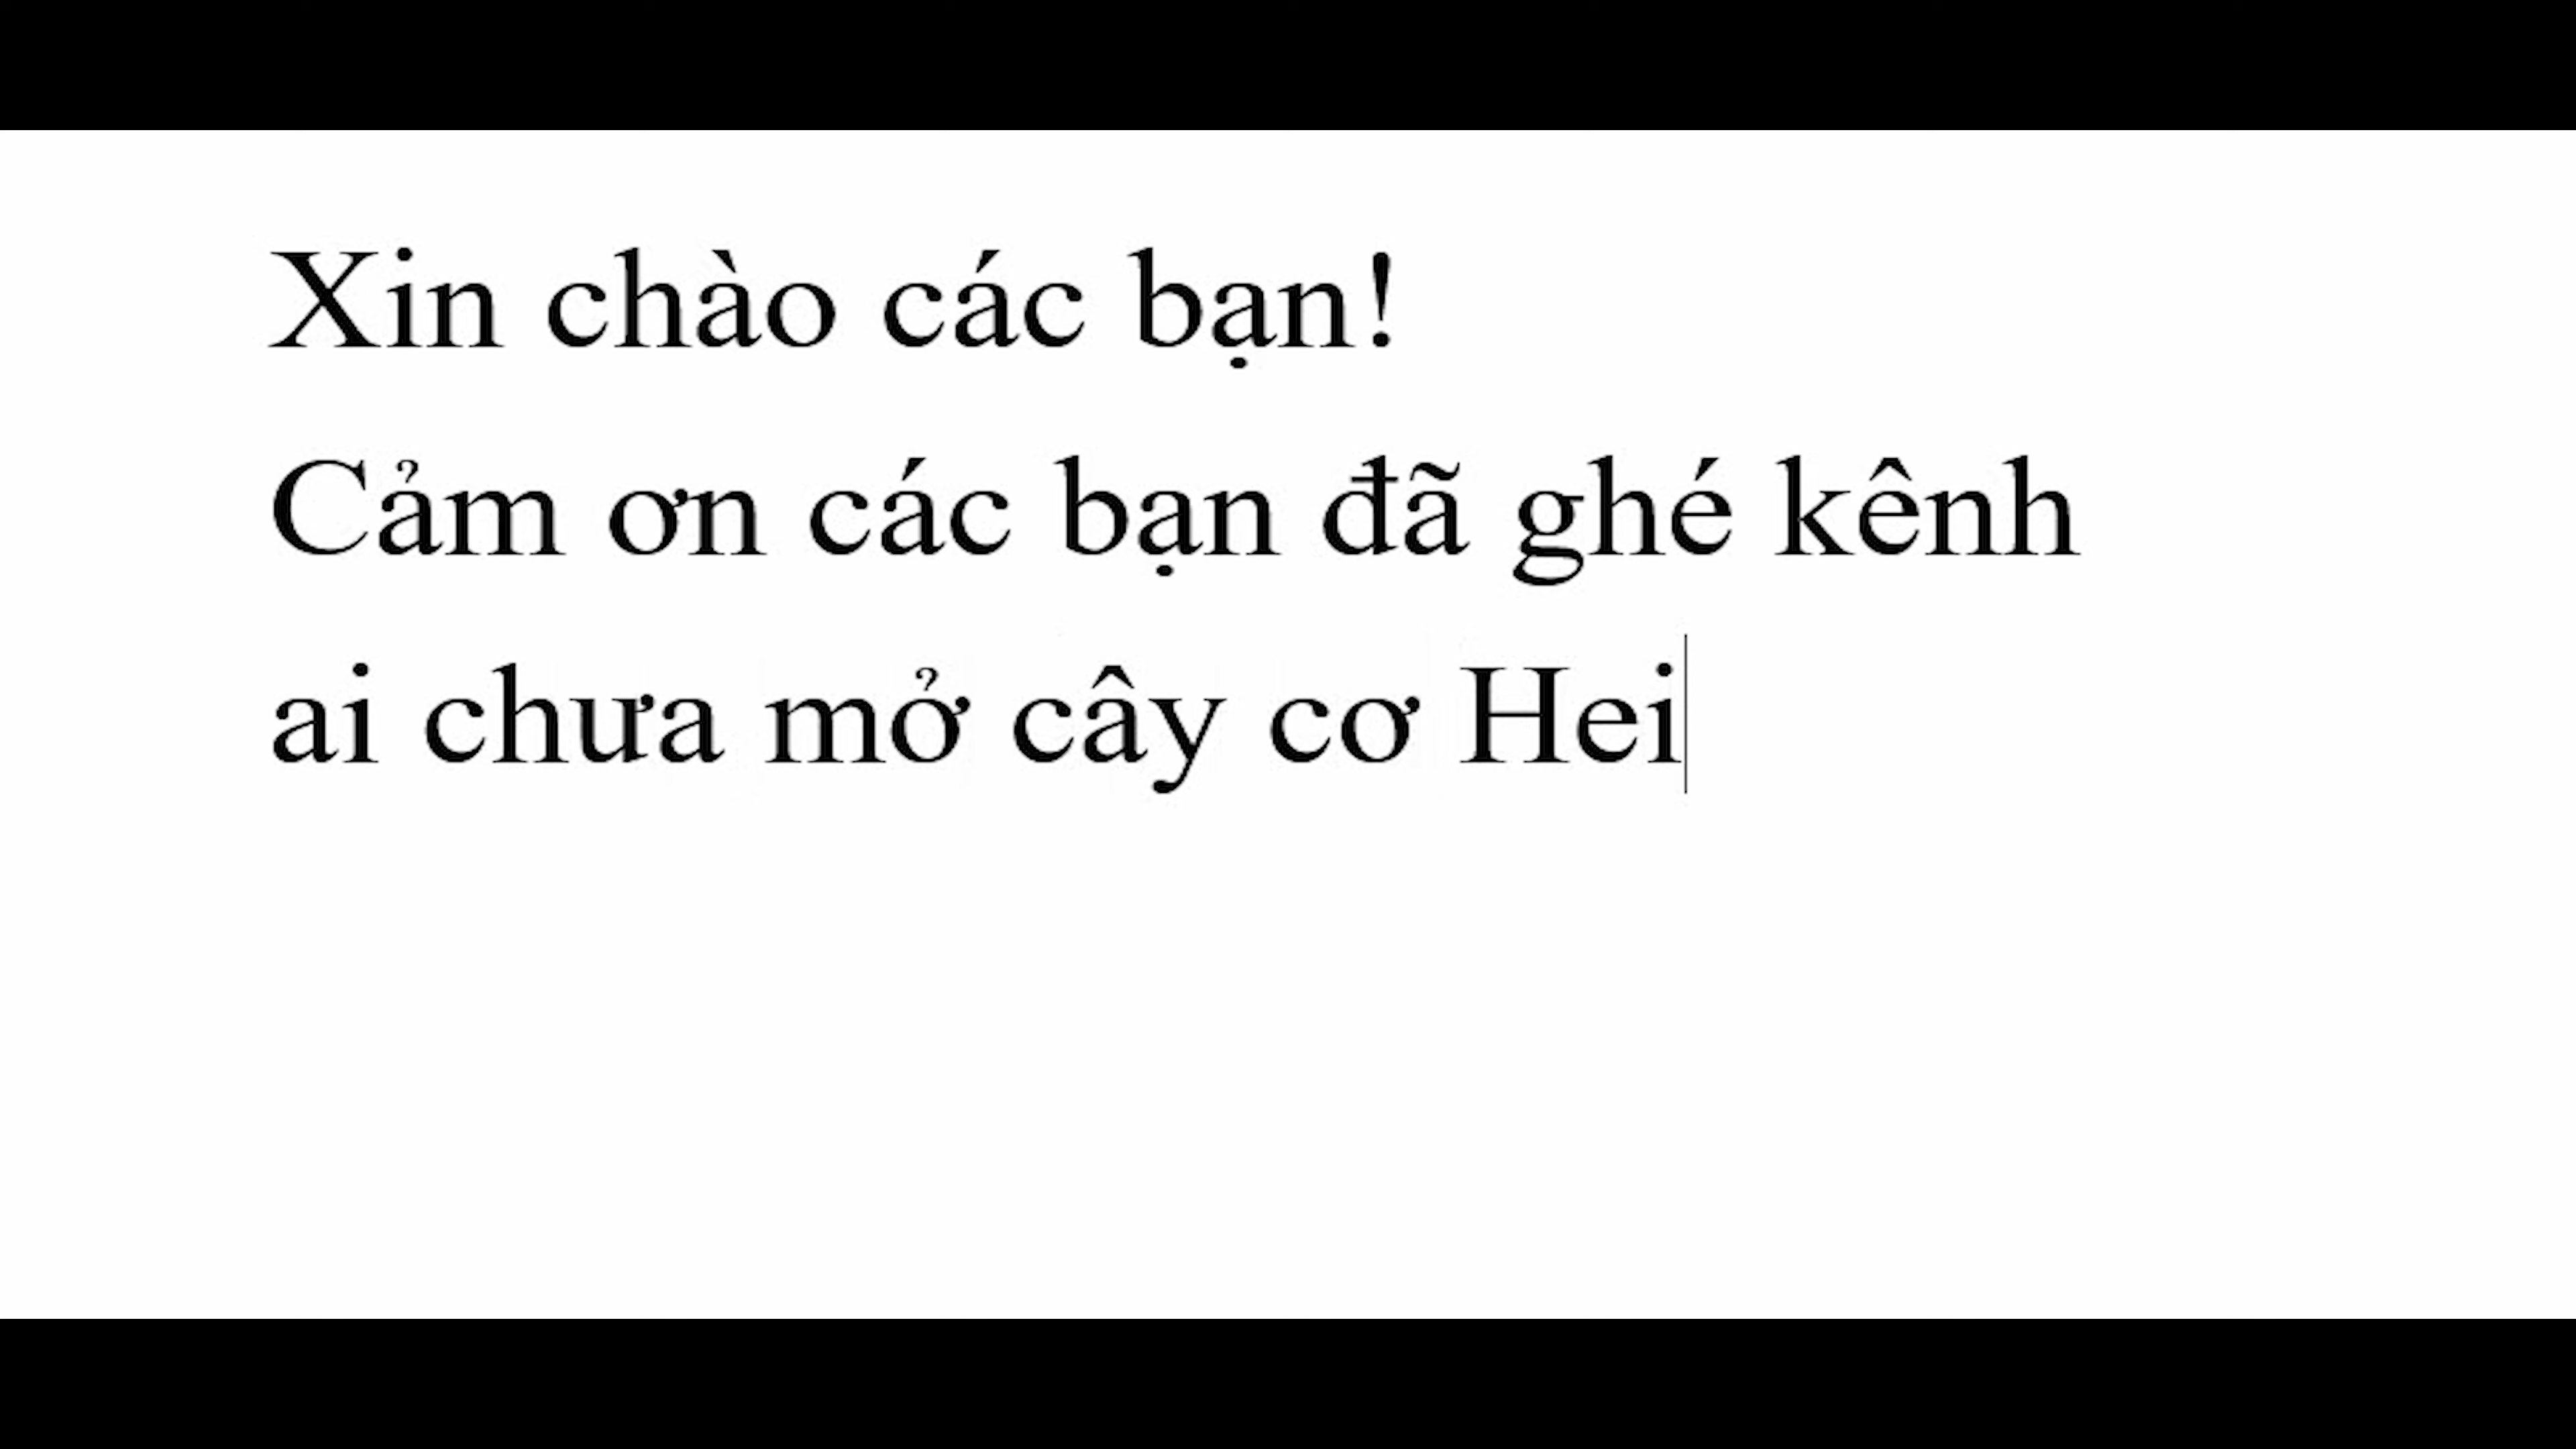 Xin chào các bạn!
Cảm ơn các bạn đã ghé kênh
ai chưa mở cây cơ Hei